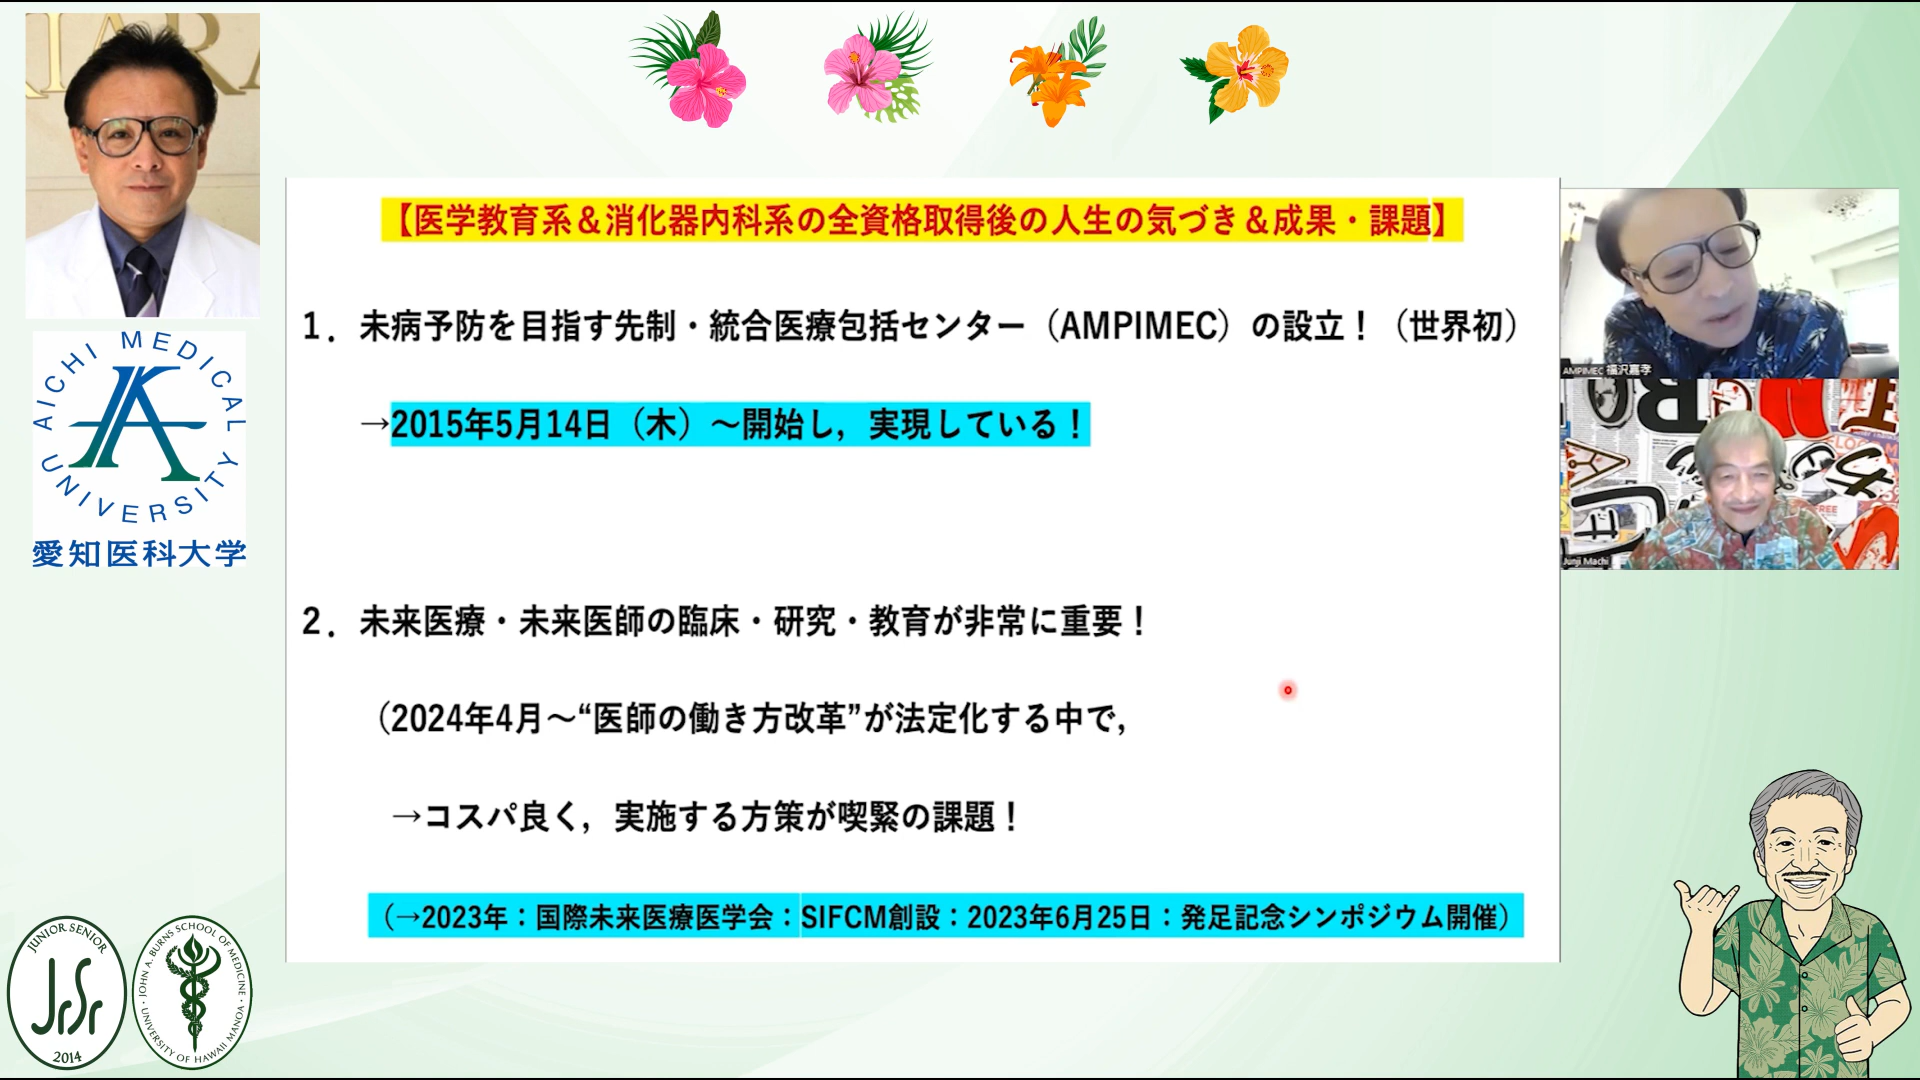 【医学教育系＆消化器内科系の全資格取得後の人生の気づき＆成果・課題】
1．未病予防を目指す先制・統合医療包括センター（AMPIMEC）の設立！（世界初）
→2015年5月14日（木）～開始し，実現している！
2．未来医療・未来医師の臨床・研究・教育が非常に重要！
（2024年4月～“医師の働き方改革”が法定化する中で，
→コスパ良く，実施する方策が喫緊の課題！
（→2023年：国際未来医療医学会：SIFCM創設：2023年6月25日：発足記念シンポジウム開催）
AICHI MEDICAL UNIVERSITY
愛知医科大学
AMPIMEC 福沢嘉孝
Junji Machi
JUNIOR SENIOR
JrSr
2014
JOHN A. BURNS SCHOOL OF MEDICINE
UNIVERSITY OF HAWAII MANOA